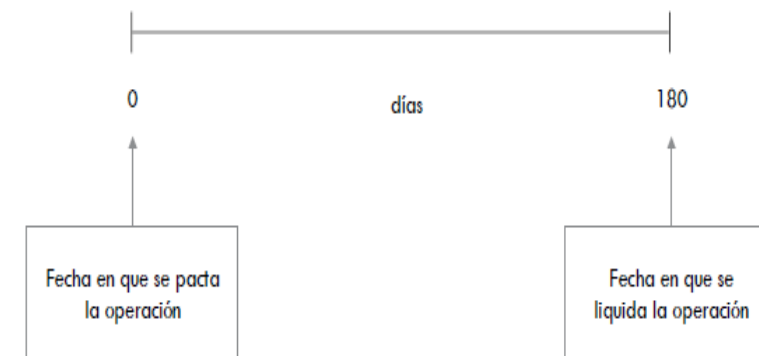 0
días
180
Fecha en que se pacta
la operación
Fecha en que se
liquida la operación